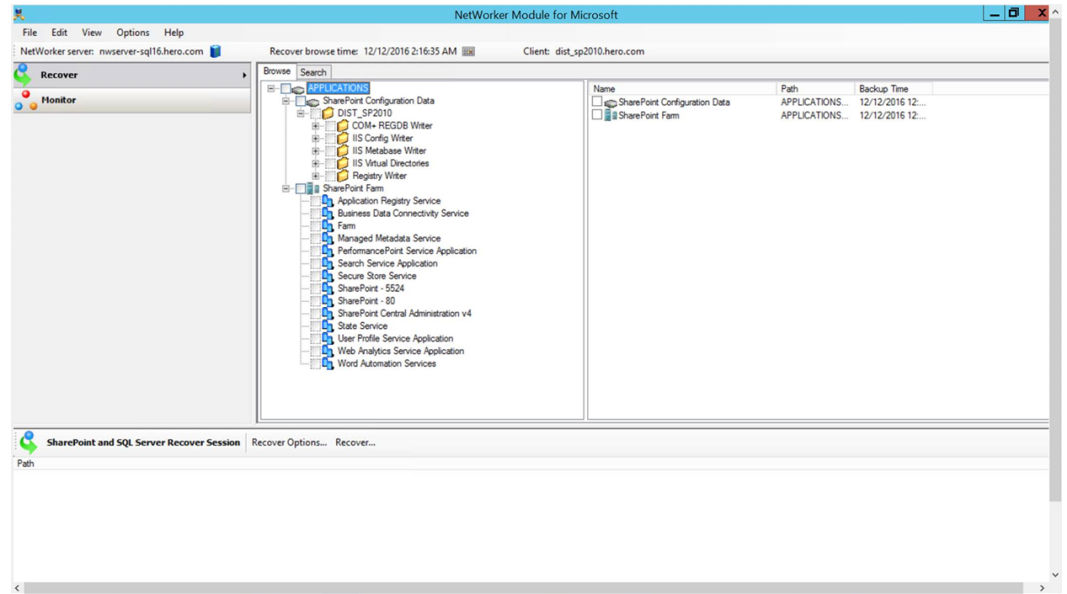 NetWorker Module for Microsoft
X
File Edit View Options Help
NetWorker server: nwserver-sql16.hero.com Recover browse time: 12/12/2016 2:16:35 AM Client: dist_sp2010.hero.com
Recover
Monitor
Browse Search
APPLICATIONS
SharePoint Configuration Data
DIST_SP2010
COM+ REGDB Writer
IIS Config Writer
IIS Metabase Writer
IIS Virtual Directories
Registry Writer
SharePoint Farm
Application Registry Service
Business Data Connectivity Service
Farm
Managed Metadata Service
PerformancePoint Service Application
Search Service Application
Secure Store Service
SharePoint - 5524
SharePoint - 80
SharePoint Central Administration v4
State Service
User Profile Service Application
Web Analytics Service Application
Word Automation Services
Name Path Backup Time
SharePoint Configuration Data APPLICATIONS... 12/12/2016 12:...
SharePoint Farm APPLICATIONS... 12/12/2016 12:...
SharePoint and SQL Server Recover Session Recover Options... Recover...
Path